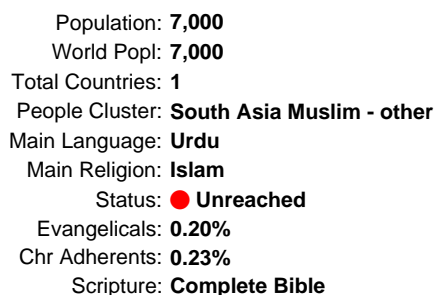 Population: 7,000
World Popl: 7,000
Total Countries: 1
People Cluster: South Asia Muslim - other
Main Language: Urdu
Main Religion: Islam
Status: Unreached
Evangelicals: 0.20%
Chr Adherents: 0.23%
Scripture: Complete Bible